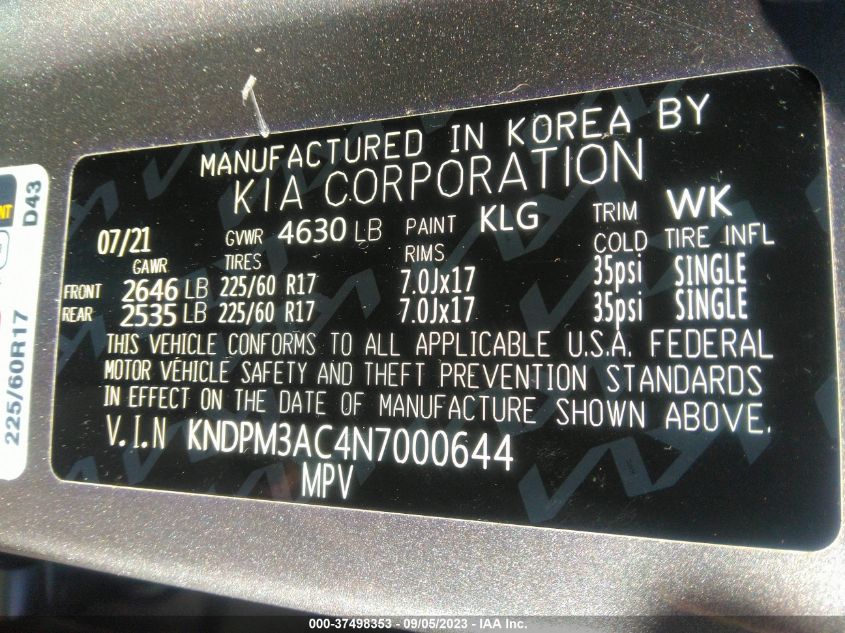 MANUFACTURED IN KOREA BY
KIA CORPORATION
07/21 GVWR 4630 LB PAINT KLG TRIM WK
GAWR TIRES RIMS COLD TIRE INFL
FRONT 2646 LB 225/60 R17 7.0Jx17 35psi SINGLE
REAR 2535 LB 225/60 R17 7.0Jx17 35psi SINGLE
THIS VEHICLE CONFORMS TO ALL APPLICABLE U.S.A. FEDERAL
MOTOR VEHICLE SAFETY AND THEFT PREVENTION STANDARDS
IN EFFECT ON THE DATE OF MANUFACTURE SHOWN ABOVE.
V.I.N KNDPM3AC4N7000644
MPV
D43
225/60R17
000-37498353 - 09/05/2023 - IAA Inc.